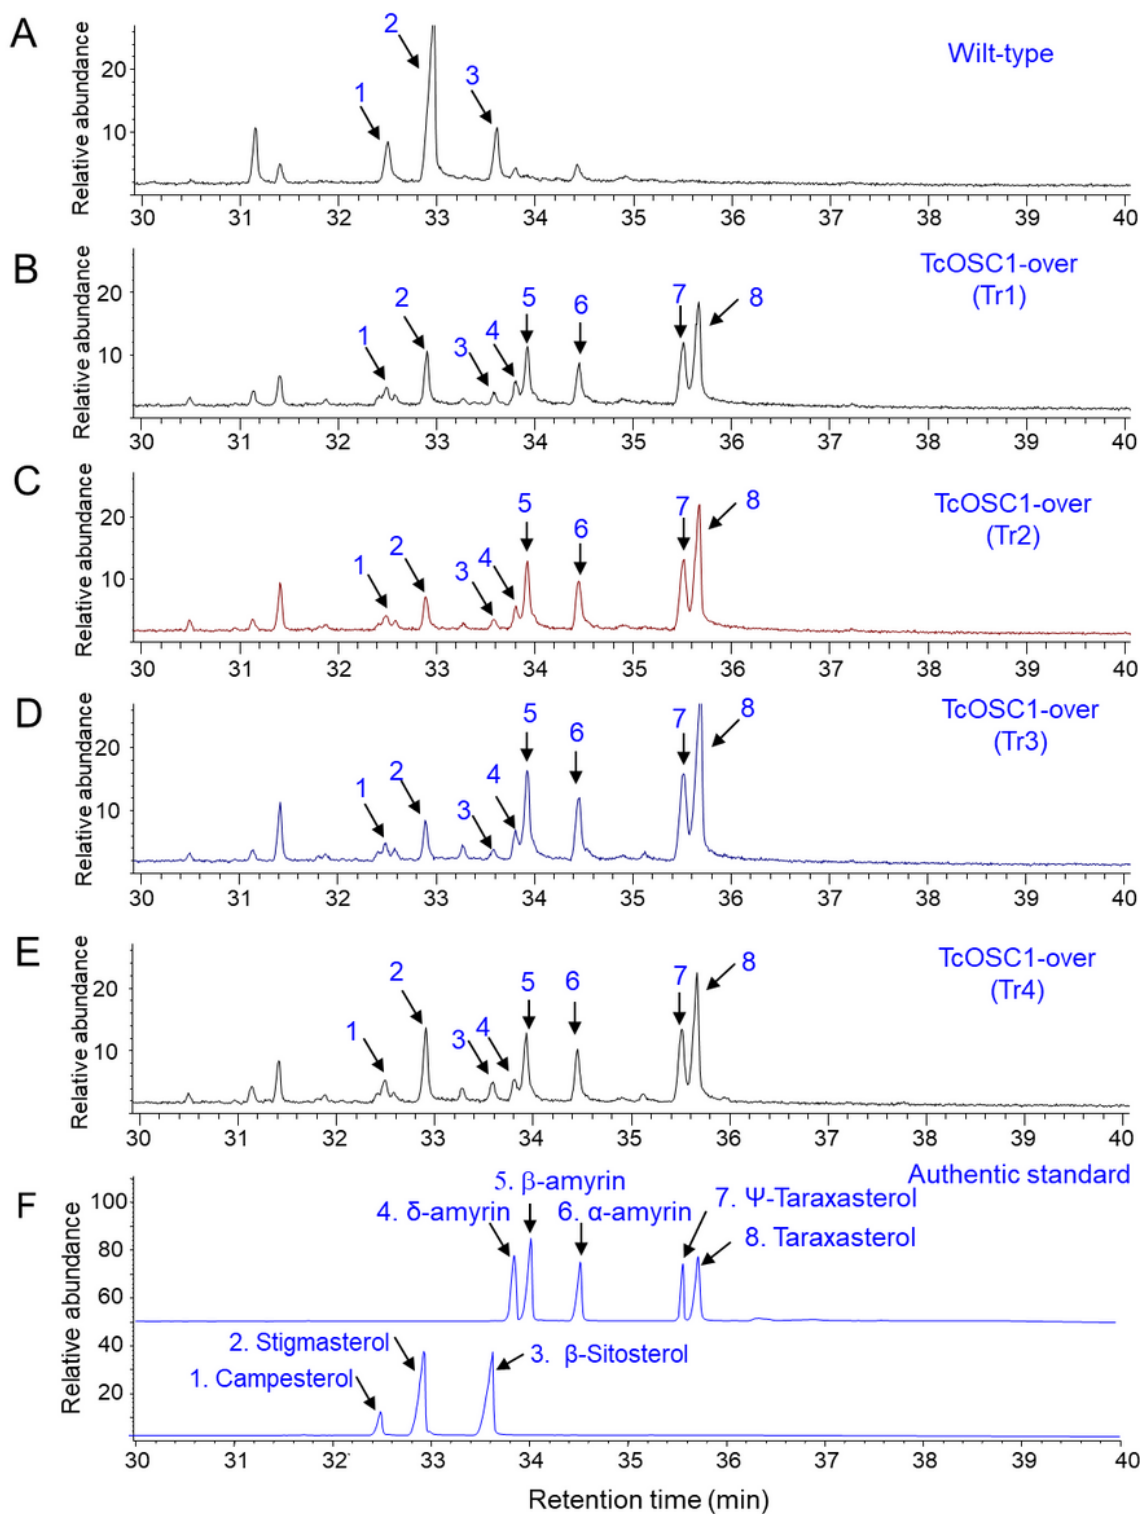 A
Relative abundance
20
10
1
2
3
Wilt-type
30 31 32 33 34 35 36 37 38 39 40
B
Relative abundance
20
10
1
2
3
4
5
6
7
8
TcOSC1-over
(Tr1)
30 31 32 33 34 35 36 37 38 39 40
C
Relative abundance
20
10
1
2
3
4
5
6
7
8
TcOSC1-over
(Tr2)
30 31 32 33 34 35 36 37 38 39 40
D
Relative abundance
20
10
1
2
3
4
5
6
7
8
TcOSC1-over
(Tr3)
30 31 32 33 34 35 36 37 38 39 40
E
Relative abundance
20
10
1
2
3
4
5
6
7
8
TcOSC1-over
(Tr4)
30 31 32 33 34 35 36 37 38 39 40
F
Relative abundance
100
80
60
40
20
Authentic standard
5. β-amyrin
4. δ-amyrin
6. α-amyrin
7. Ψ-Taraxasterol
8. Taraxasterol
2. Stigmasterol
1. Campesterol
3. β-Sitosterol
30 31 32 33 34 35 36 37 38 39 40
Retention time (min)